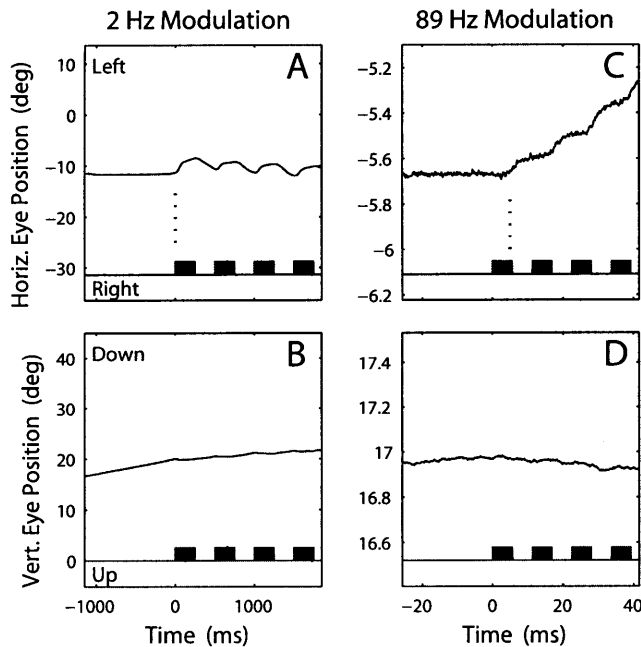 2 Hz Modulation 89 Hz Modulation
Horiz. Eye Position (deg)
10
0
−10
−20
−30
Left
A
Right
−5.2
−5.4
−5.6
−5.8
−6
−6.2
C
Vert. Eye Position (deg)
40
30
20
10
0
Down
B
Up
−1000 0 1000
Time (ms)
17.4
17.2
17
16.8
16.6
D
−20 0 20 40
Time (ms)